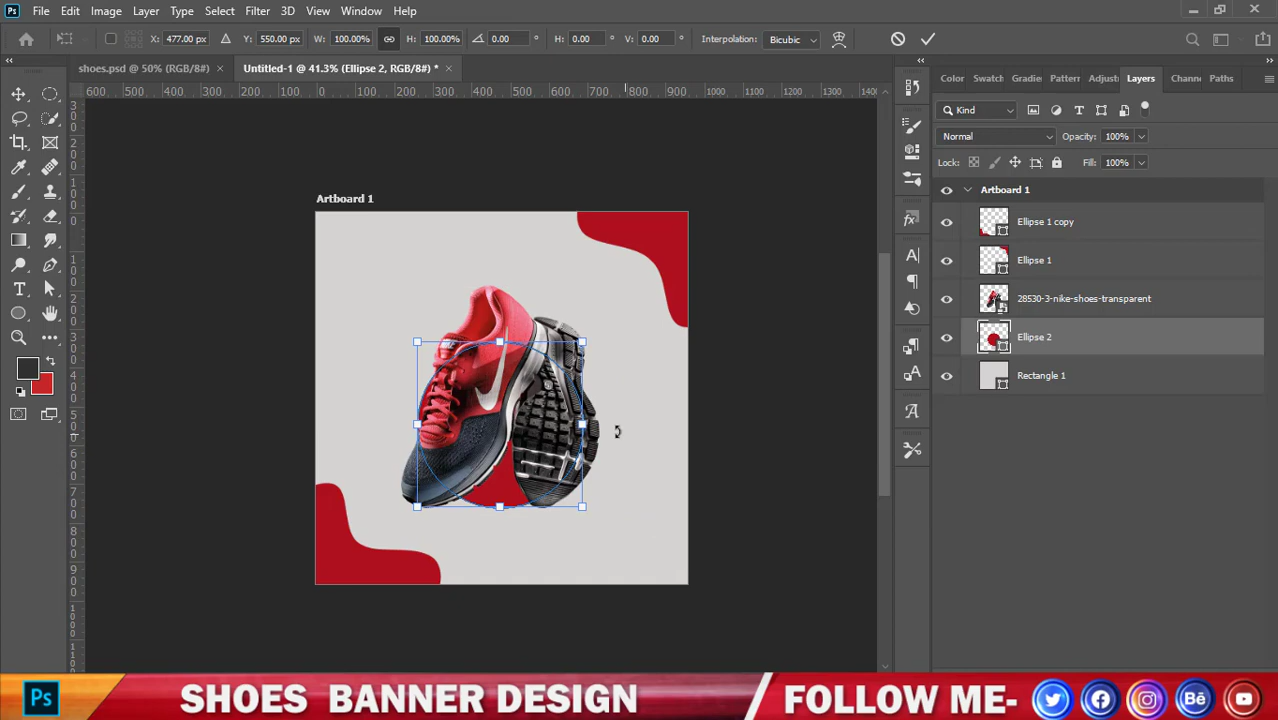 Ps File Edit Image Layer Type Select Filter 3D View Window Help
X: 477.00 px Y: 550.00 px W: 100.00% H: 100.00% 0.00 ° H: 0.00 ° V: 0.00 ° Interpolation: Bicubic
shoes.psd @ 50% (RGB/8#) × Untitled-1 @ 41.3% (Ellipse 2, RGB/8#) * ×
600 500 400 300 200 100 0 100 200 300 400 500 600 700 800 900 1000 1100 1200 1300
Color Swatch Gradie Patterr Adjust Layers Chann Paths
Kind
Normal Opacity: 100%
Lock: Fill: 100%
Artboard 1
Artboard 1
Ellipse 1 copy
Ellipse 1
28530-3-nike-shoes-transparent
Ellipse 2
Rectangle 1
Ps SHOES BANNER DESIGN FOLLOW ME-